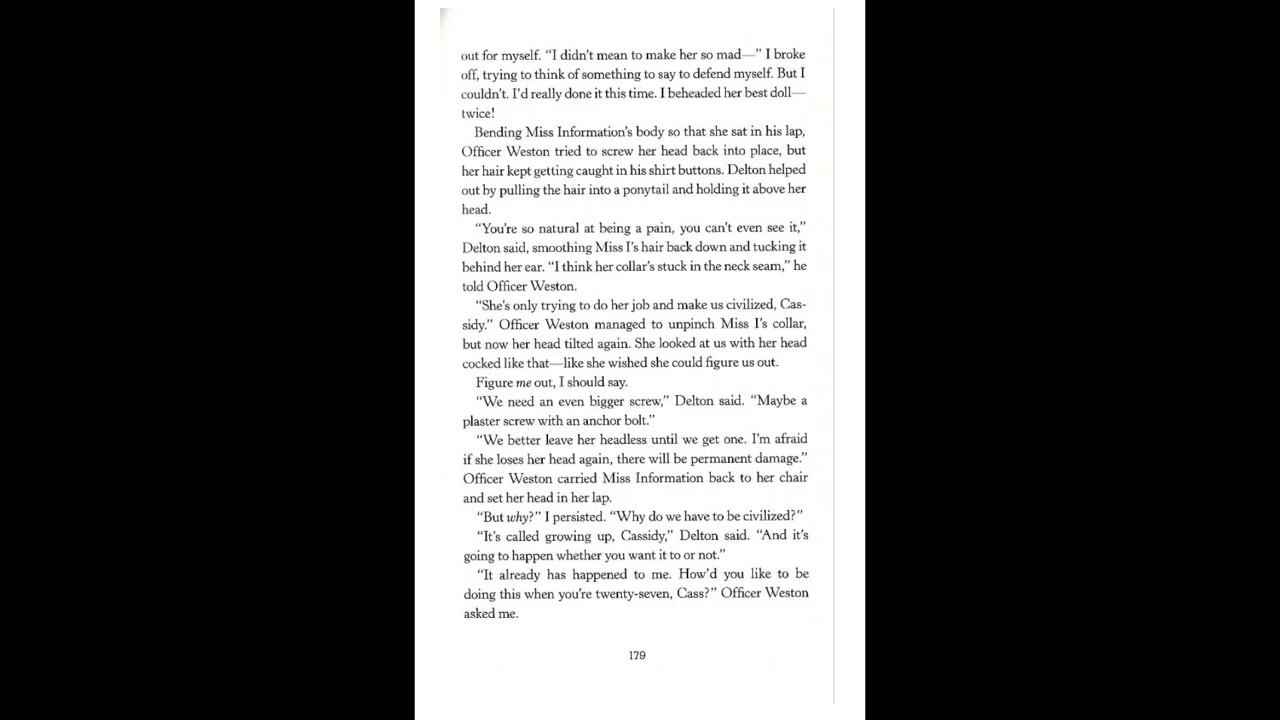 out for myself. “I didn’t mean to make her so mad—” I broke
off, trying to think of something to say to defend myself. But I
couldn’t. I’d really done it this time. I beheaded her best doll—
twice!
Bending Miss Information’s body so that she sat in his lap,
Officer Weston tried to screw her head back into place, but
her hair kept getting caught in his shirt buttons. Delton helped
out by pulling the hair into a ponytail and holding it above her
head.
“You’re so natural at being a pain, you can’t even see it,”
Delton said, smoothing Miss I’s hair back down and tucking it
behind her ear. “I think her collar’s stuck in the neck seam,” he
told Officer Weston.
“She’s only trying to do her job and make us civilized, Cas-
sidy.” Officer Weston managed to unpinch Miss I’s collar,
but now her head tilted again. She looked at us with her head
cocked like that—like she wished she could figure us out.
Figure me out, I should say.
“We need an even bigger screw,” Delton said. “Maybe a
plaster screw with an anchor bolt.”
“We better leave her headless until we get one. I’m afraid
if she loses her head again, there will be permanent damage.”
Officer Weston carried Miss Information back to her chair
and set her head in her lap.
“But why?” I persisted. “Why do we have to be civilized?”
“It’s called growing up, Cassidy,” Delton said. “And it’s
going to happen whether you want it to or not.”
“It already has happened to me. How’d you like to be
doing this when you’re twenty-seven, Cass?” Officer Weston
asked me.
179